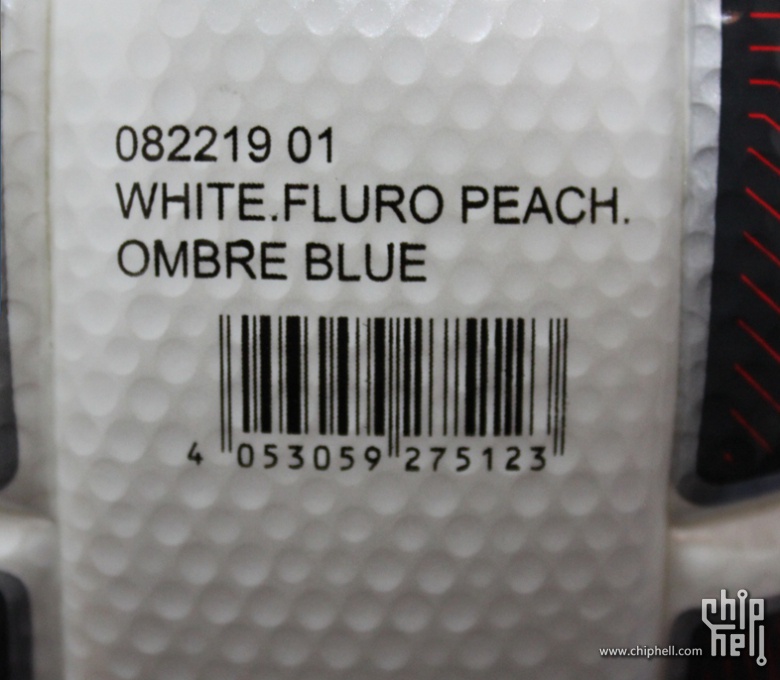 082219 01
WHITE.FLURO PEACH.
OMBRE BLUE
4 053059 275123
www.chiphell.com
chip
hell